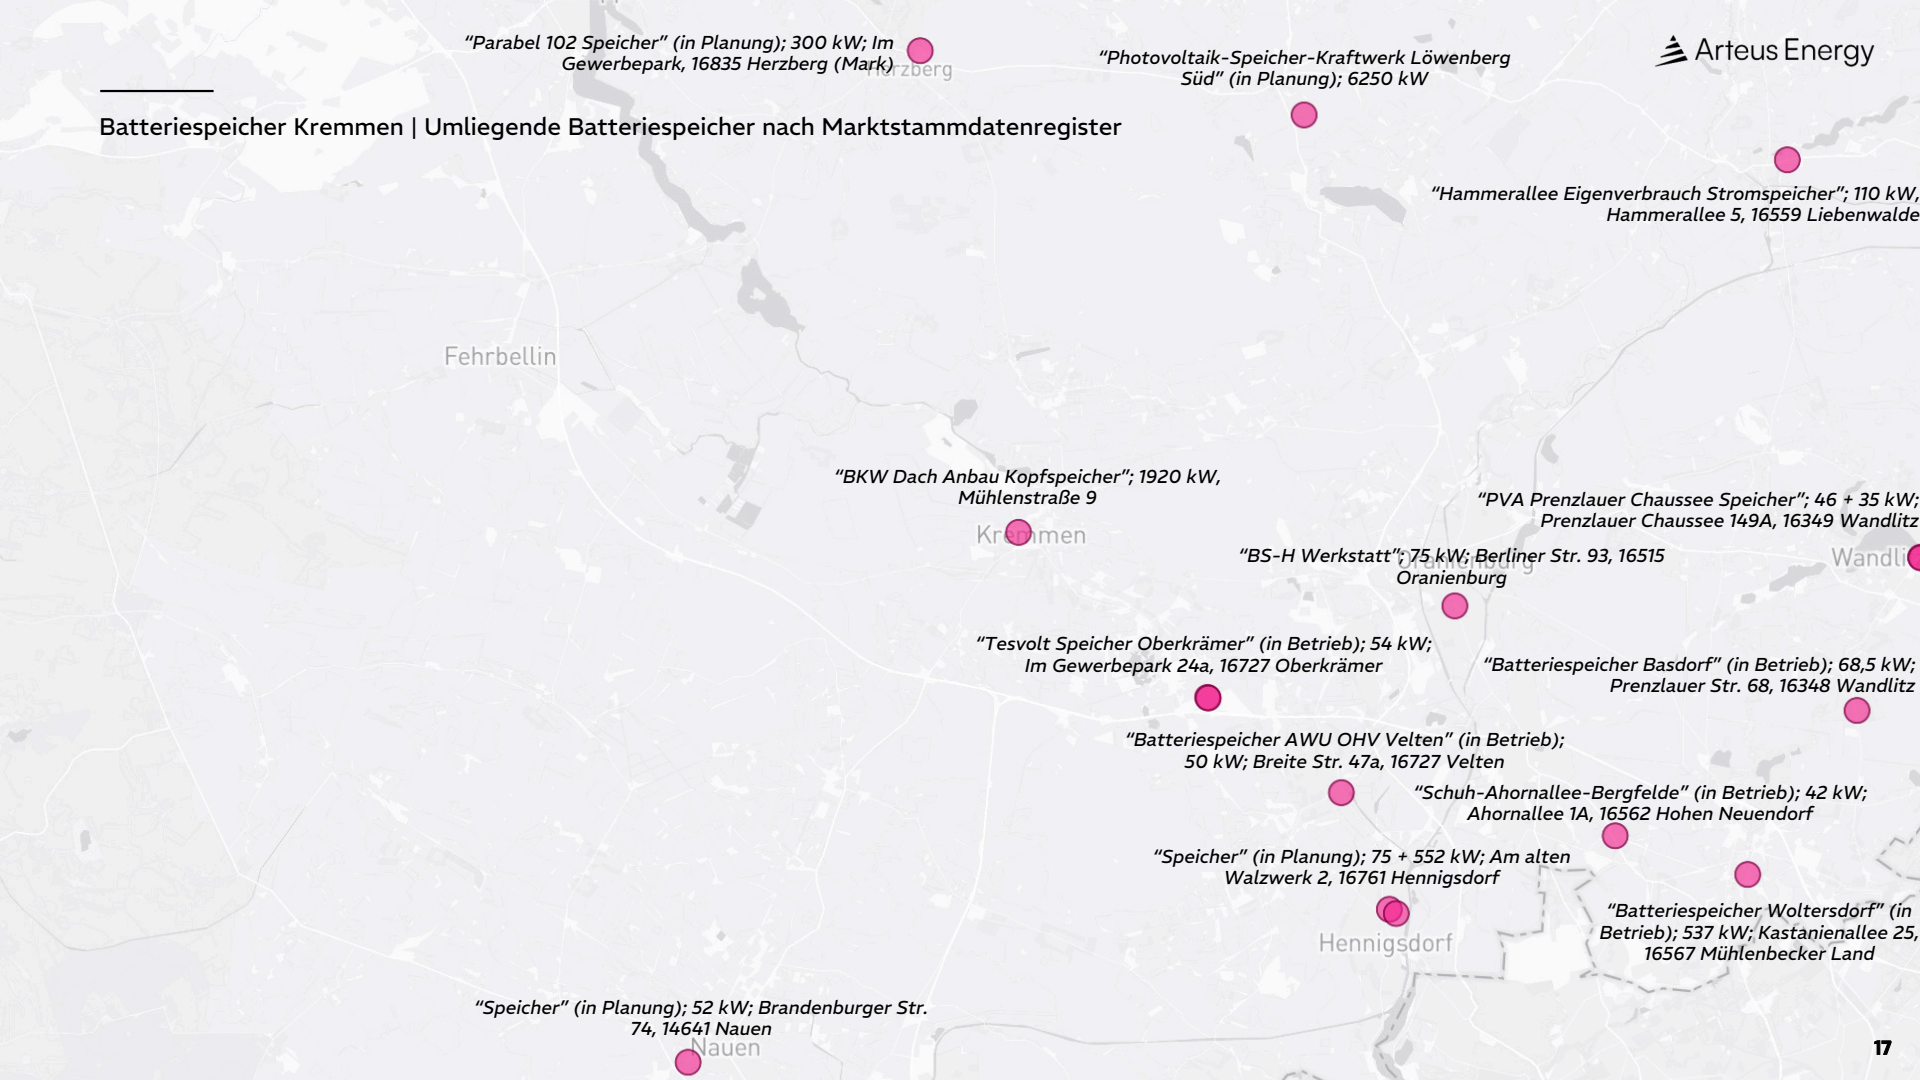 “Parabel 102 Speicher” (in Planung); 300 kW; Im
Gewerbepark, 16835 Herzberg (Mark)
Herzberg
“Photovoltaik-Speicher-Kraftwerk Löwenberg
Süd” (in Planung); 6250 kW
Arteus Energy
Batteriespeicher Kremmen | Umliegende Batteriespeicher nach Marktstammdatenregister
“Hammerallee Eigenverbrauch Stromspeicher”; 110 kW,
Hammerallee 5, 16559 Liebenwalde
Fehrbellin
“BKW Dach Anbau Kopfspeicher”; 1920 kW,
Mühlenstraße 9
Kremmen
“PVA Prenzlauer Chaussee Speicher”; 46 + 35 kW;
Prenzlauer Chaussee 149A, 16349 Wandlitz
Wandli
“BS-H Werkstatt”; 75 kW; Berliner Str. 93, 16515
Oranienburg
Oranienburg
“Tesvolt Speicher Oberkrämer” (in Betrieb); 54 kW;
Im Gewerbepark 24a, 16727 Oberkrämer
“Batteriespeicher Basdorf” (in Betrieb); 68,5 kW;
Prenzlauer Str. 68, 16348 Wandlitz
“Batteriespeicher AWU OHV Velten” (in Betrieb);
50 kW; Breite Str. 47a, 16727 Velten
“Schuh-Ahornallee-Bergfelde” (in Betrieb); 42 kW;
Ahornallee 1A, 16562 Hohen Neuendorf
“Speicher” (in Planung); 75 + 552 kW; Am alten
Walzwerk 2, 16761 Hennigsdorf
Hennigsdorf
“Batteriespeicher Woltersdorf” (in
Betrieb); 537 kW; Kastanienallee 25,
16567 Mühlenbecker Land
“Speicher” (in Planung); 52 kW; Brandenburger Str.
74, 14641 Nauen
Nauen
17